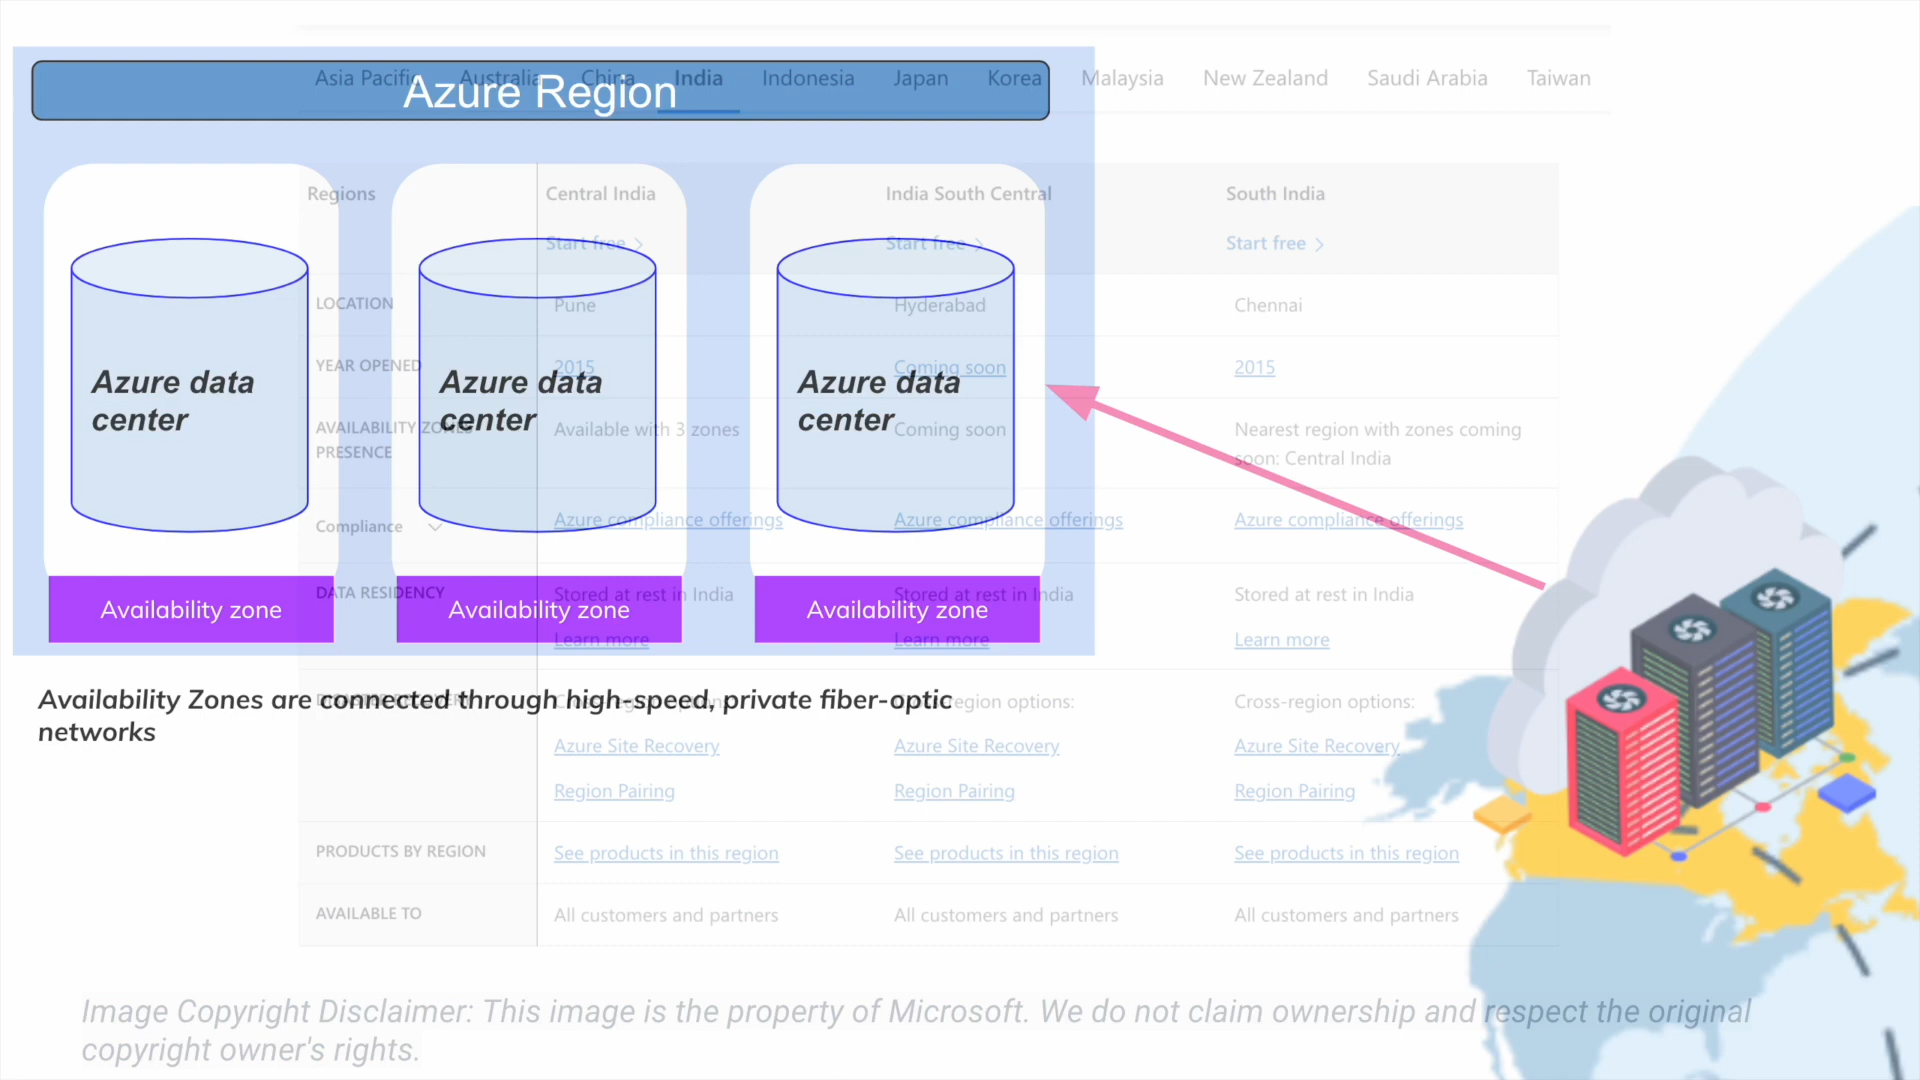 Asia Pacific Australia China India Indonesia Japan Korea Malaysia New Zealand Saudi Arabia Taiwan
Azure Region
Regions Central India India South Central South India
Start free Start free Start free
LOCATION Pune Hyderabad Chennai
YEAR OPENED 2015 Coming soon 2015
Azure data
center
Azure data
center
Azure data
center
AVAILABILITY ZONES Available with 3 zones Coming soon Nearest region with zones coming
PRESENCE soon: Central India
Compliance Azure compliance offerings Azure compliance offerings Azure compliance offerings
DATA RESIDENCY Stored at rest in India Stored at rest in India Stored at rest in India
Availability zone Availability zone Availability zone
Learn more Learn more Learn more
Availability Zones are connected through high-speed, private fiber-optic
networks
DISASTER RECOVERY Cross-region options: Cross-region options: Cross-region options:
Azure Site Recovery Azure Site Recovery Azure Site Recovery
Region Pairing Region Pairing Region Pairing
PRODUCTS BY REGION See products in this region See products in this region See products in this region
AVAILABLE TO All customers and partners All customers and partners All customers and partners
Image Copyright Disclaimer: This image is the property of Microsoft. We do not claim ownership and respect the original
copyright owner's rights.